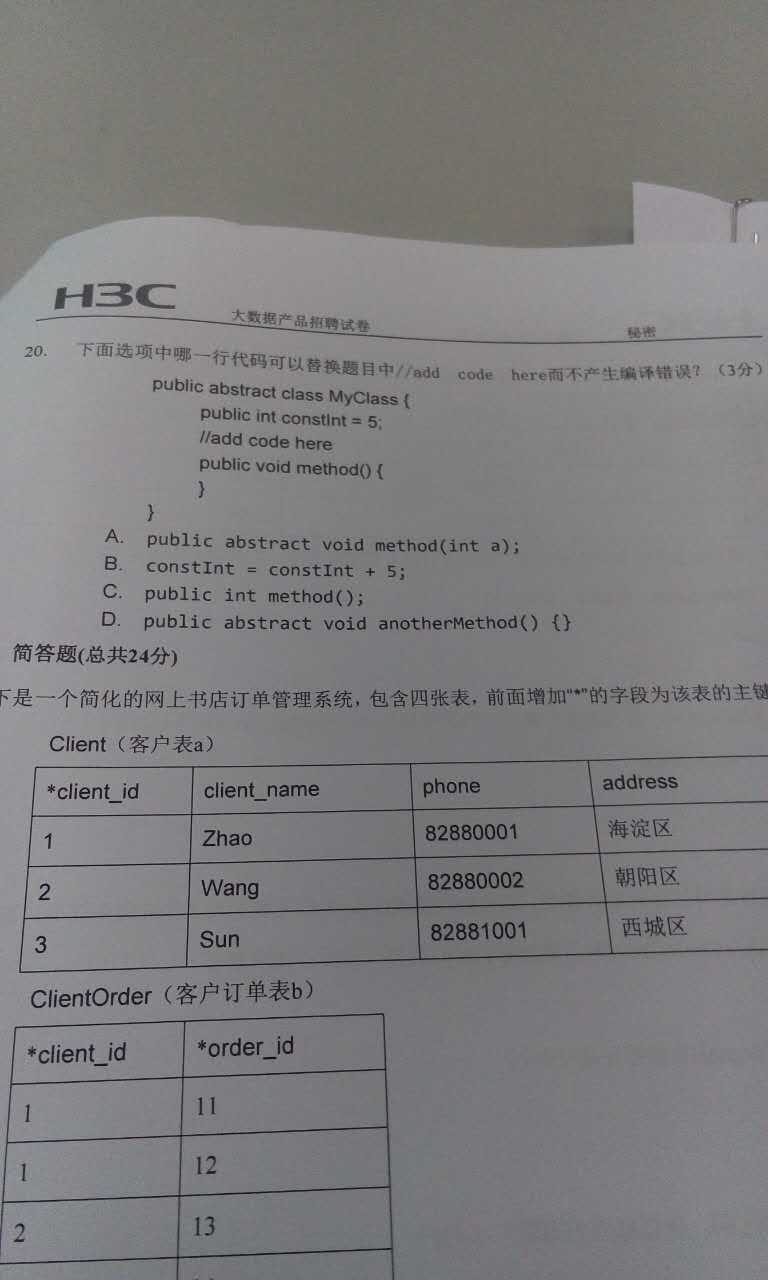 H3C
大数据产品招聘试卷
秘密
20. 下面选项中哪一行代码可以替换题目中//add code here而不产生编译错误？（3分）
public abstract class MyClass {
public int constInt = 5;
//add code here
public void method() {
}
}
A. public abstract void method(int a);
B. constInt = constInt + 5;
C. public int method();
D. public abstract void anotherMethod() {}
简答题(总共24分)
下是一个简化的网上书店订单管理系统，包含四张表，前面增加“*”的字段为该表的主键
Client（客户表a）
*client_id client_name phone address
1 Zhao 82880001 海淀区
2 Wang 82880002 朝阳区
3 Sun 82881001 西城区
ClientOrder（客户订单表b）
*client_id *order_id
1 11
1 12
2 13